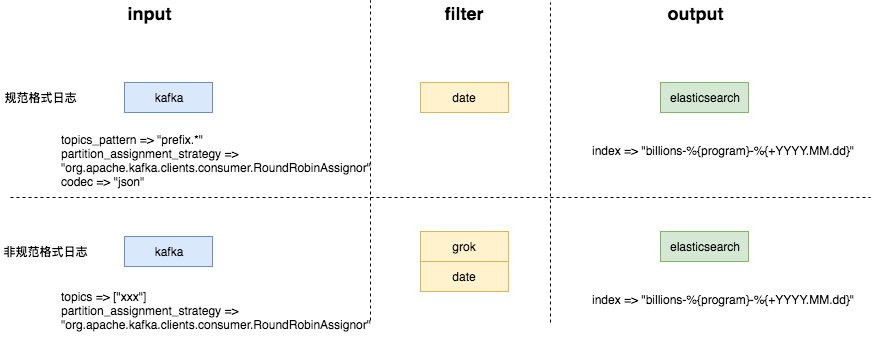 input
filter
output
规范格式日志
kafka
date
elasticsearch
topics_pattern => "prefix.*"
partition_assignment_strategy =>
"org.apache.kafka.clients.consumer.RoundRobinAssignor"
codec => "json"
index => "billions-%{program}-%{+YYYY.MM.dd}"
非规范格式日志
kafka
grok
date
elasticsearch
topics => ["xxx"]
partition_assignment_strategy =>
"org.apache.kafka.clients.consumer.RoundRobinAssignor"
index => "billions-%{program}-%{+YYYY.MM.dd}"